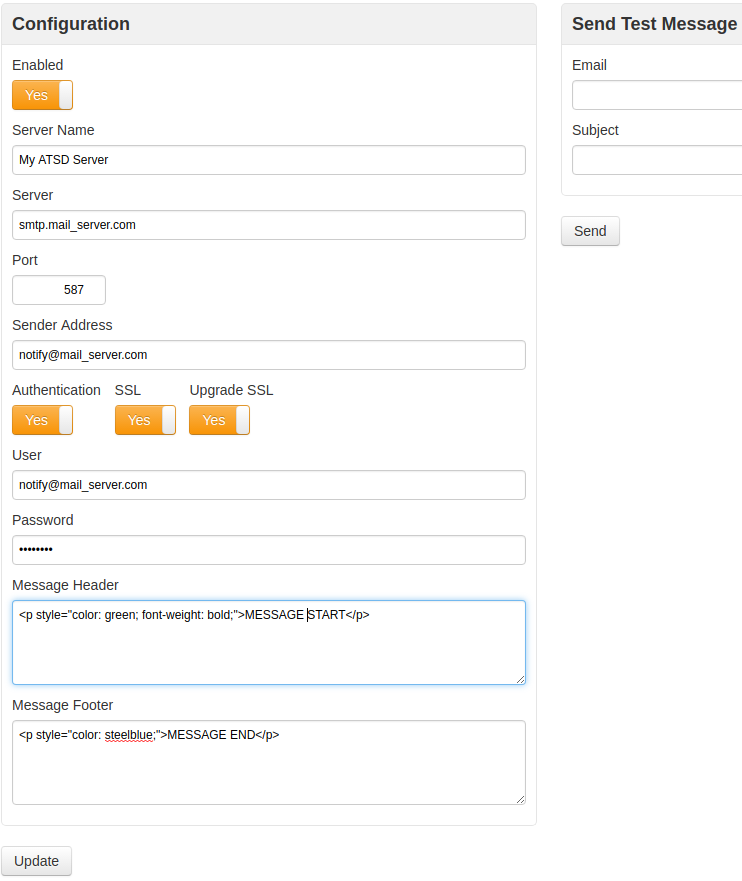 Configuration
Enabled
Yes
Server Name
My ATSD Server
Server
smtp.mail_server.com
Port
587
Sender Address
notify@mail_server.com
Authentication SSL Upgrade SSL
Yes Yes Yes
User
notify@mail_server.com
Password
••••••••
Message Header
<p style="color: green; font-weight: bold;">MESSAGE START</p>
Message Footer
<p style="color: steelblue;">MESSAGE END</p>
Update
Send Test Message
Email
Subject
Send